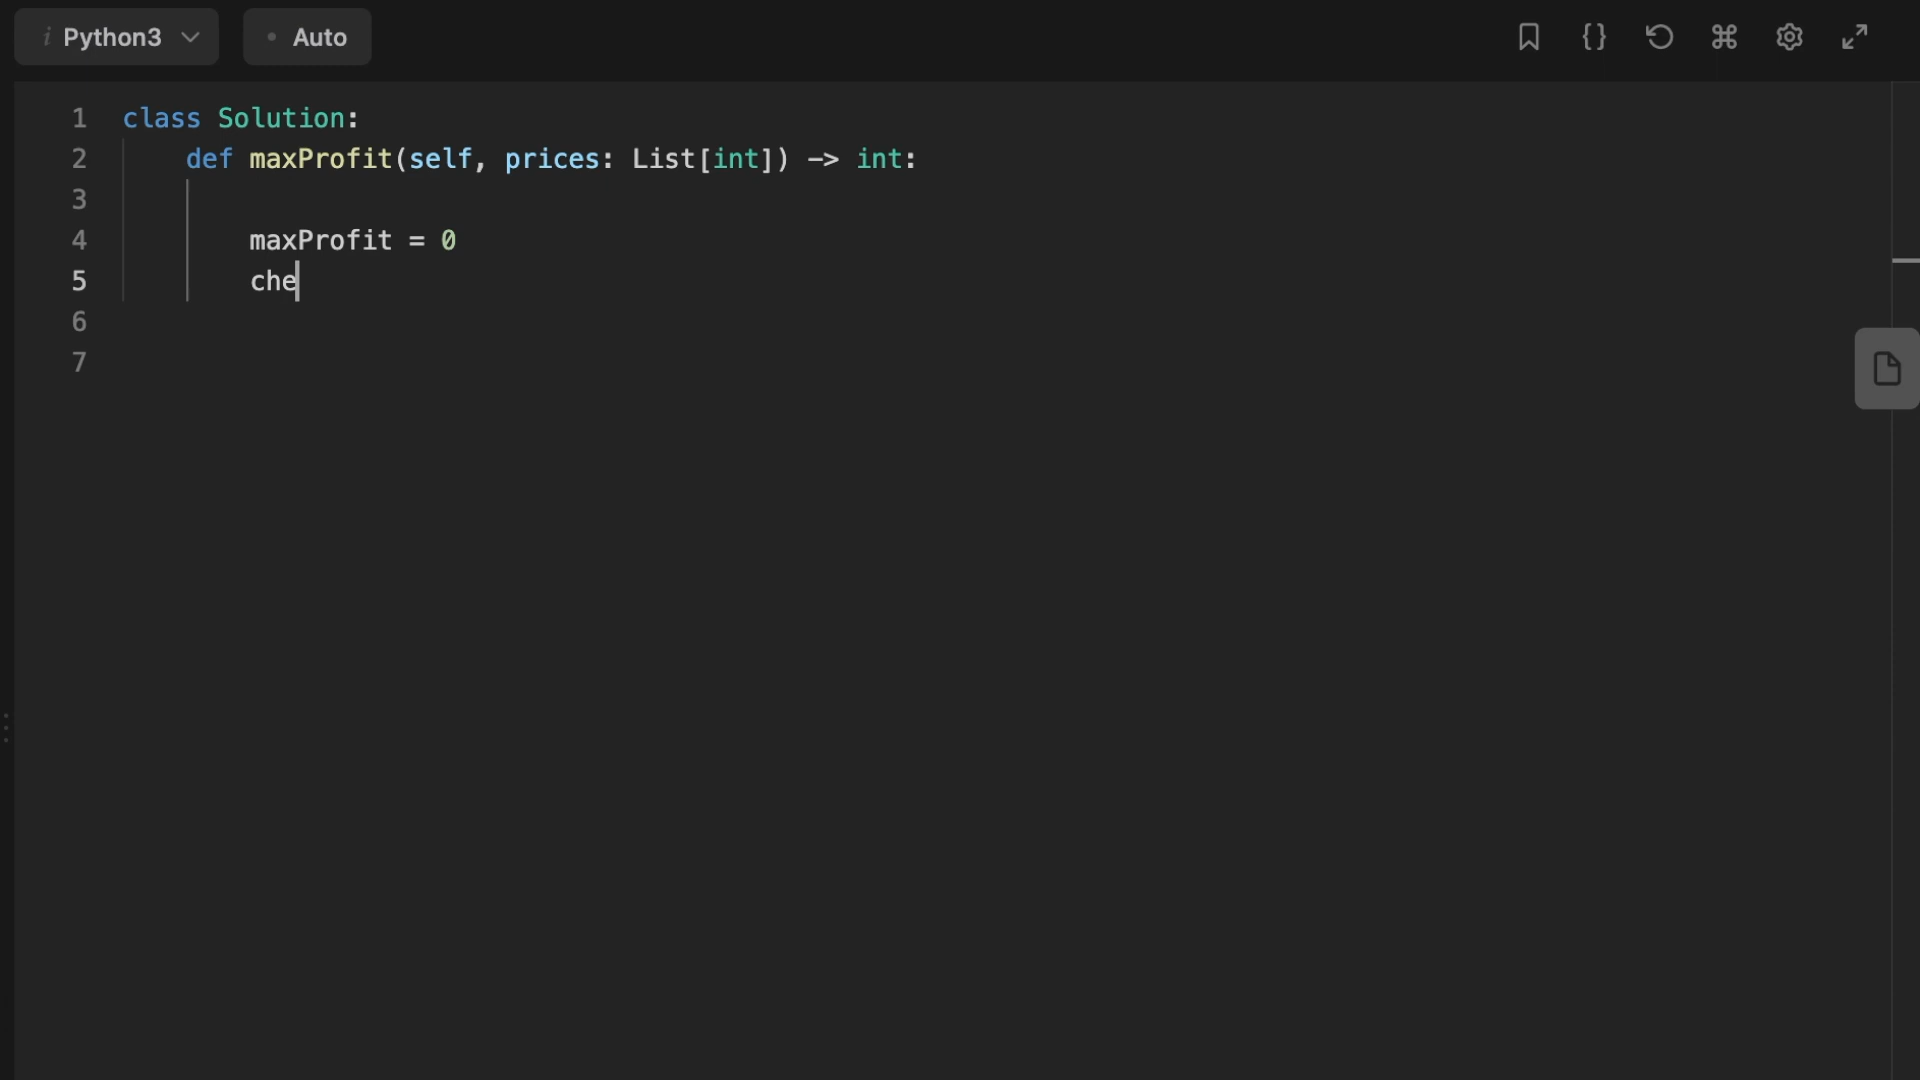 i Python3
Auto
1 class Solution:
2 def maxProfit(self, prices: List[int]) -> int:
3
4 maxProfit = 0
5 che
6
7